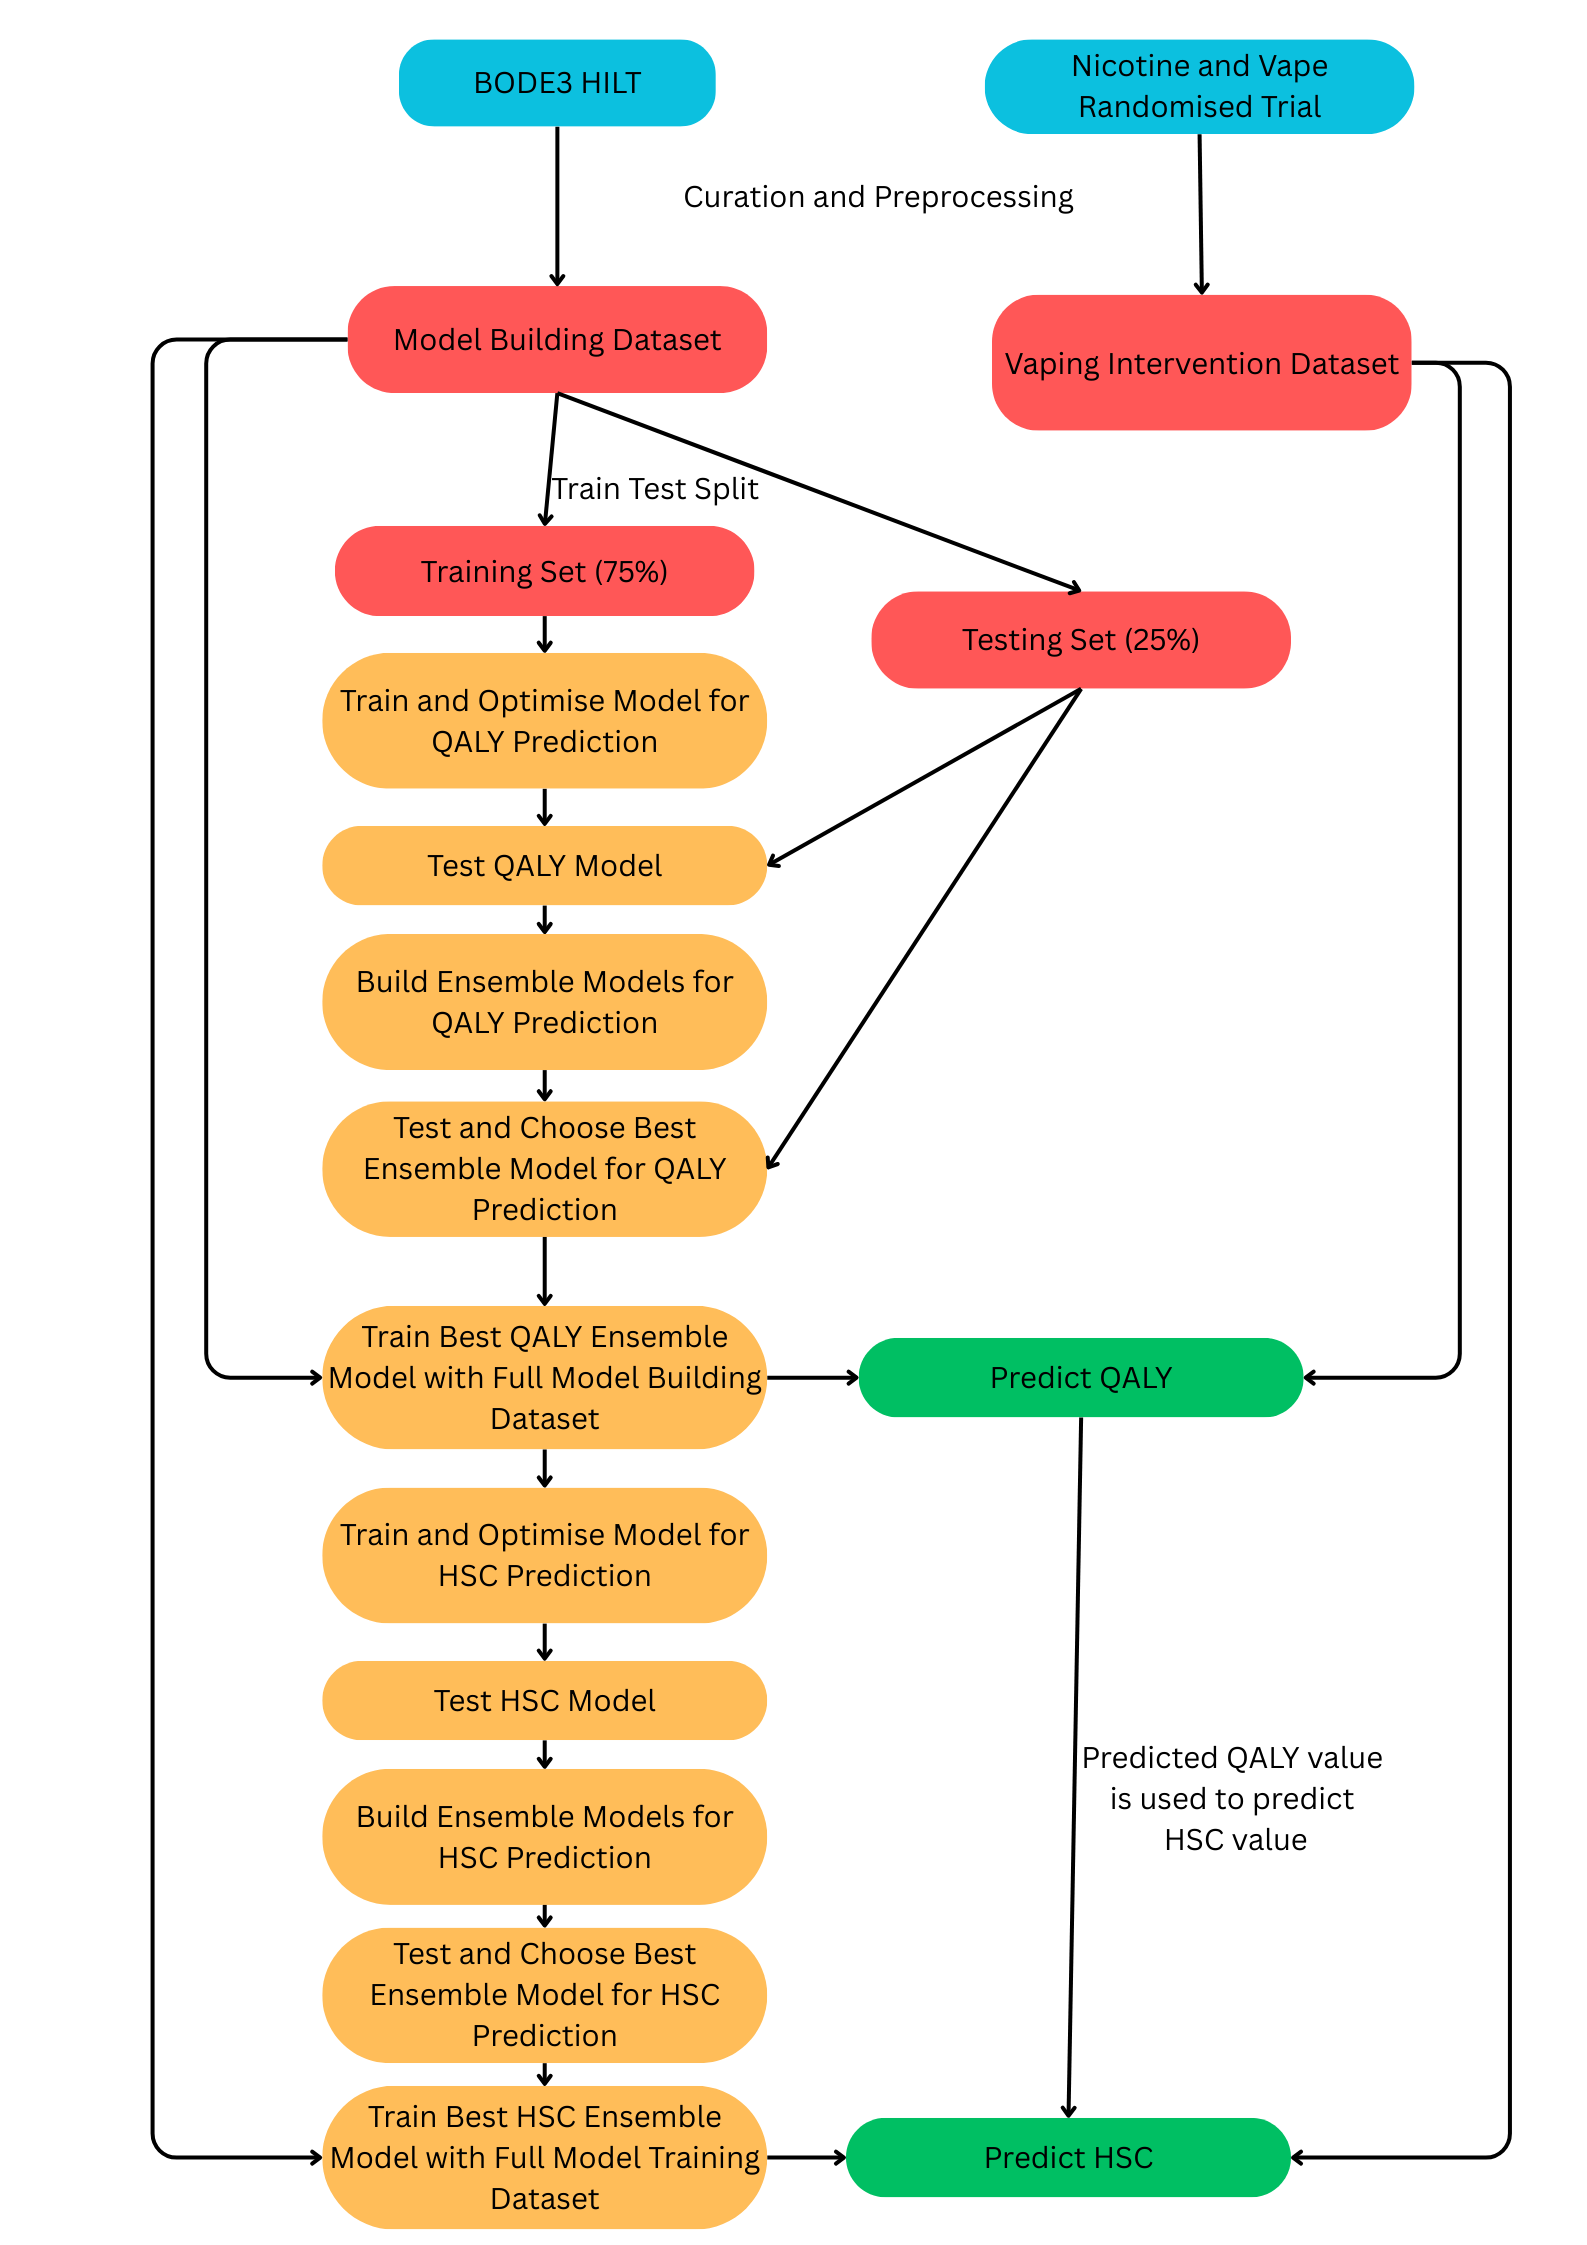 BODE3 HILT
Nicotine and Vape
Randomised Trial
Curation and Preprocessing
Model Building Dataset
Vaping Intervention Dataset
Train Test Split
Training Set (75%)
Testing Set (25%)
Train and Optimise Model for
QALY Prediction
Test QALY Model
Build Ensemble Models for
QALY Prediction
Test and Choose Best
Ensemble Model for QALY
Prediction
Train Best QALY Ensemble
Model with Full Model Building
Dataset
Predict QALY
Train and Optimise Model for
HSC Prediction
Test HSC Model
Predicted QALY value
is used to predict
HSC value
Build Ensemble Models for
HSC Prediction
Test and Choose Best
Ensemble Model for HSC
Prediction
Train Best HSC Ensemble
Model with Full Model Training
Dataset
Predict HSC